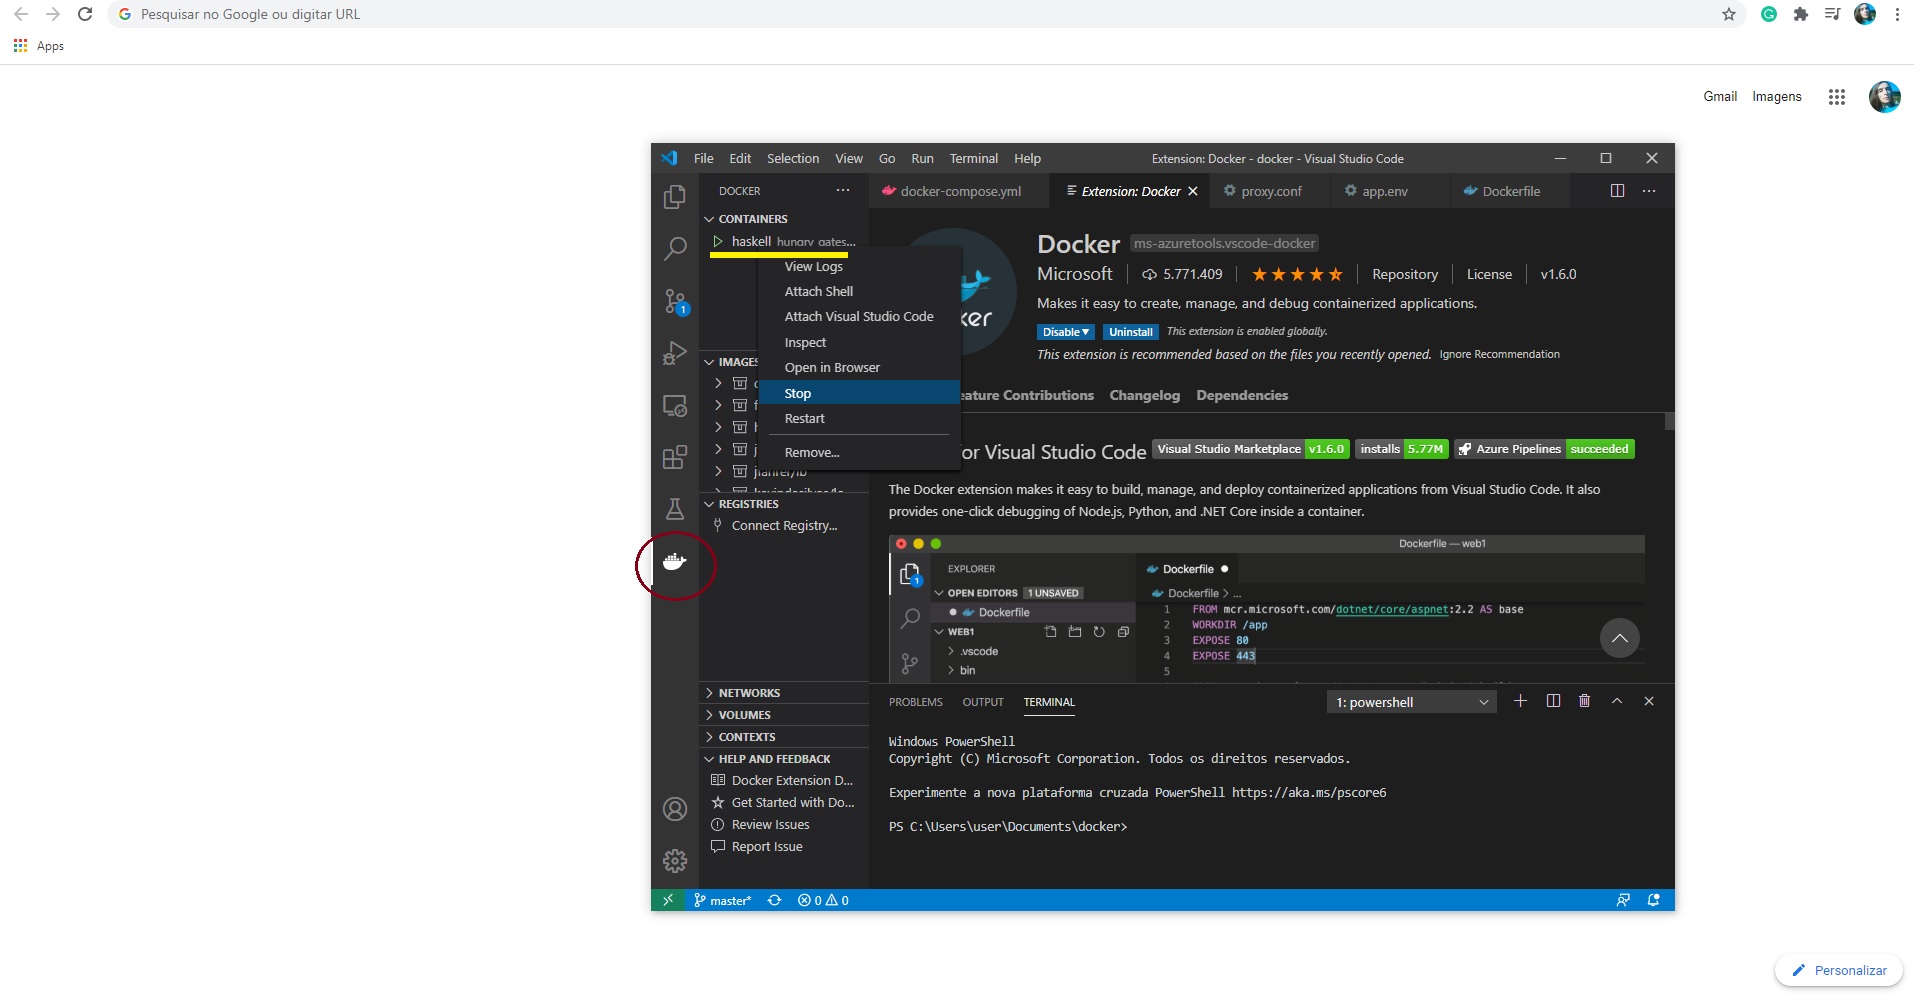 Pesquisar no Google ou digitar URL
Apps
Gmail Imagens
File Edit Selection View Go Run Terminal Help Extension: Docker - docker - Visual Studio Code
DOCKER
docker-compose.yml Extension: Docker proxy.conf app.env Dockerfile
CONTAINERS
haskell hungry_gates...
View Logs
Attach Shell
Attach Visual Studio Code
Inspect
Open in Browser
Stop
Restart
Remove...
IMAGES
REGISTRIES
Connect Registry...
NETWORKS
VOLUMES
CONTEXTS
HELP AND FEEDBACK
Docker Extension D...
Get Started with Do...
Review Issues
Report Issue
Docker ms-azuretools.vscode-docker
Microsoft 5.771.409 Repository License v1.6.0
Makes it easy to create, manage, and debug containerized applications.
Disable Uninstall This extension is enabled globally.
This extension is recommended based on the files you recently opened. Ignore Recommendation
eature Contributions Changelog Dependencies
or Visual Studio Code Visual Studio Marketplace v1.6.0 installs 5.77M Azure Pipelines succeeded
The Docker extension makes it easy to build, manage, and deploy containerized applications from Visual Studio Code. It also
provides one-click debugging of Node.js, Python, and .NET Core inside a container.
Dockerfile — web1
EXPLORER
OPEN EDITORS 1 UNSAVED
Dockerfile
WEB1
.vscode
bin
1
Dockerfile
Dockerfile > ...
1 FROM mcr.microsoft.com/dotnet/core/aspnet:2.2 AS base
2 WORKDIR /app
3 EXPOSE 80
4 EXPOSE 443
5
PROBLEMS OUTPUT TERMINAL 1: powershell
Windows PowerShell
Copyright (C) Microsoft Corporation. Todos os direitos reservados.
Experimente a nova plataforma cruzada PowerShell https://aka.ms/pscore6
PS C:\Users\user\Documents\docker>
1
master* 0 0
Personalizar